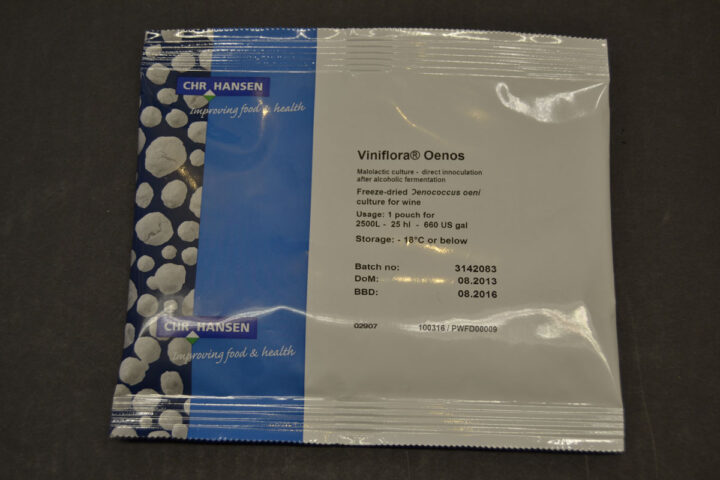 CHR HANSEN
Improving food & health
Viniflora® Oenos
Malolactic culture - direct innoculation
after alcoholic fermentation
Freeze-dried Oenococcus oeni
culture for wine
Usage: 1 pouch for
2500L - 25 hl - 660 US gal
Storage: - 18°C or below
Batch no: 3142083
DoM: 08.2013
BBD: 08.2016
02907 100316 / PWFD00009
CHR HANSEN
Improving food & health